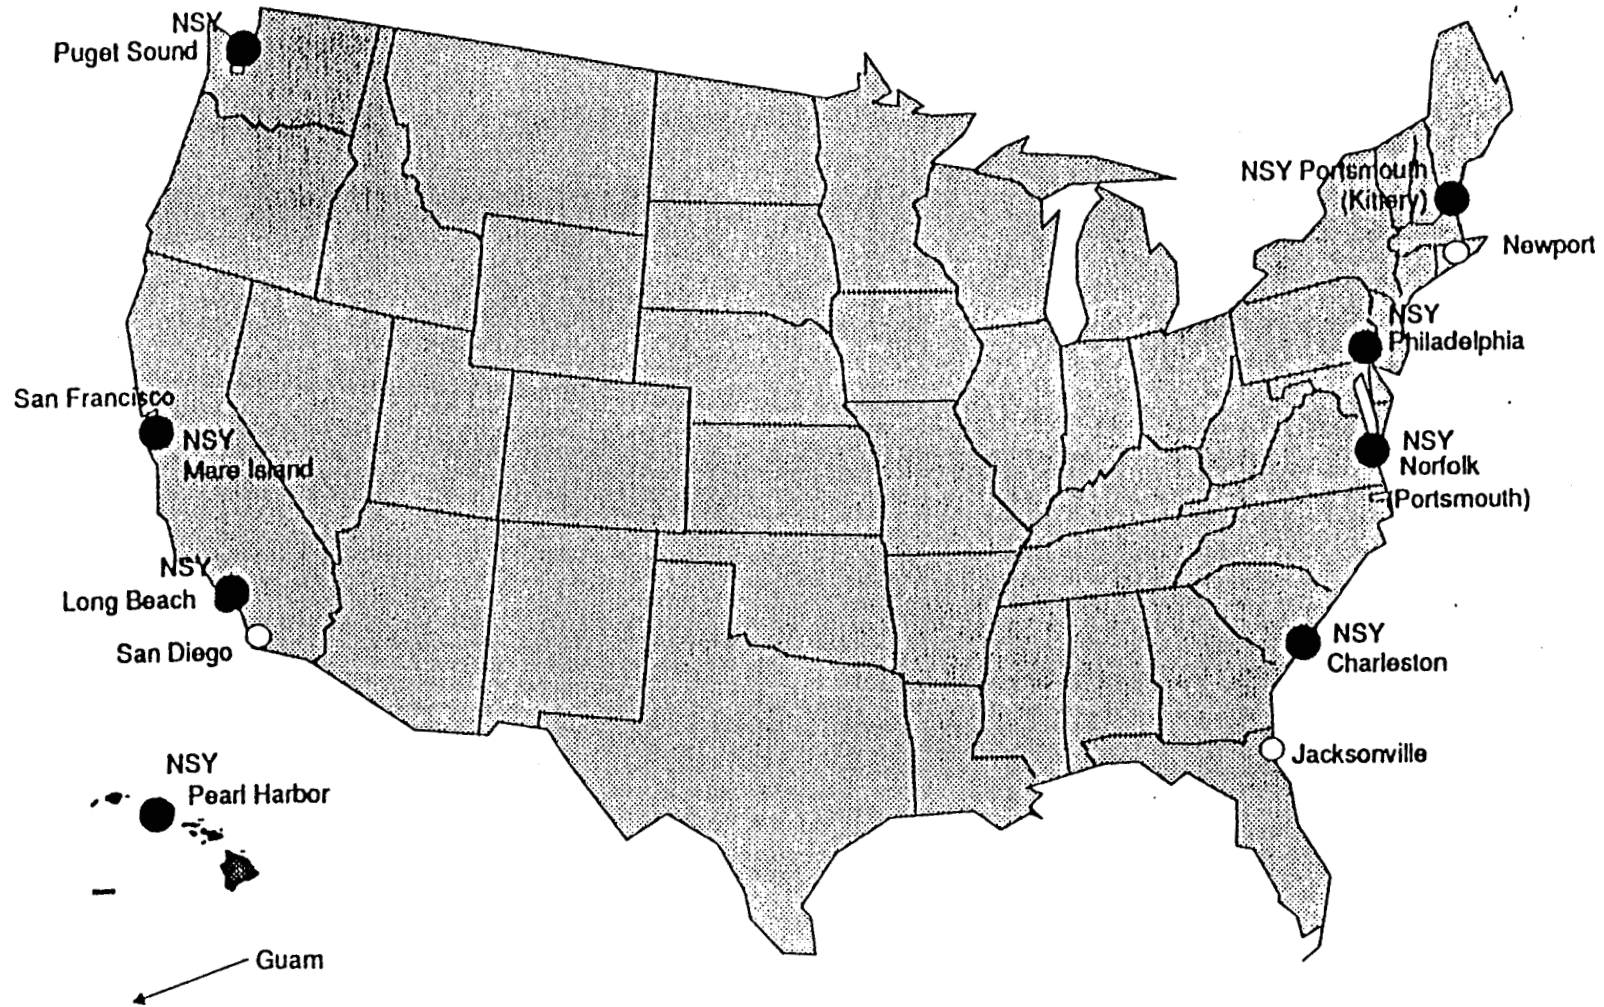 NSY
Puget Sound
NSY Portsmouth
(Kittery)
Newport
NSY
Philadelphia
San Francisco
NSY
Mare Island
NSY
Norfolk
(Portsmouth)
NSY
Long Beach
San Diego
NSY
Charleston
Jacksonville
NSY
Pearl Harbor
Guam